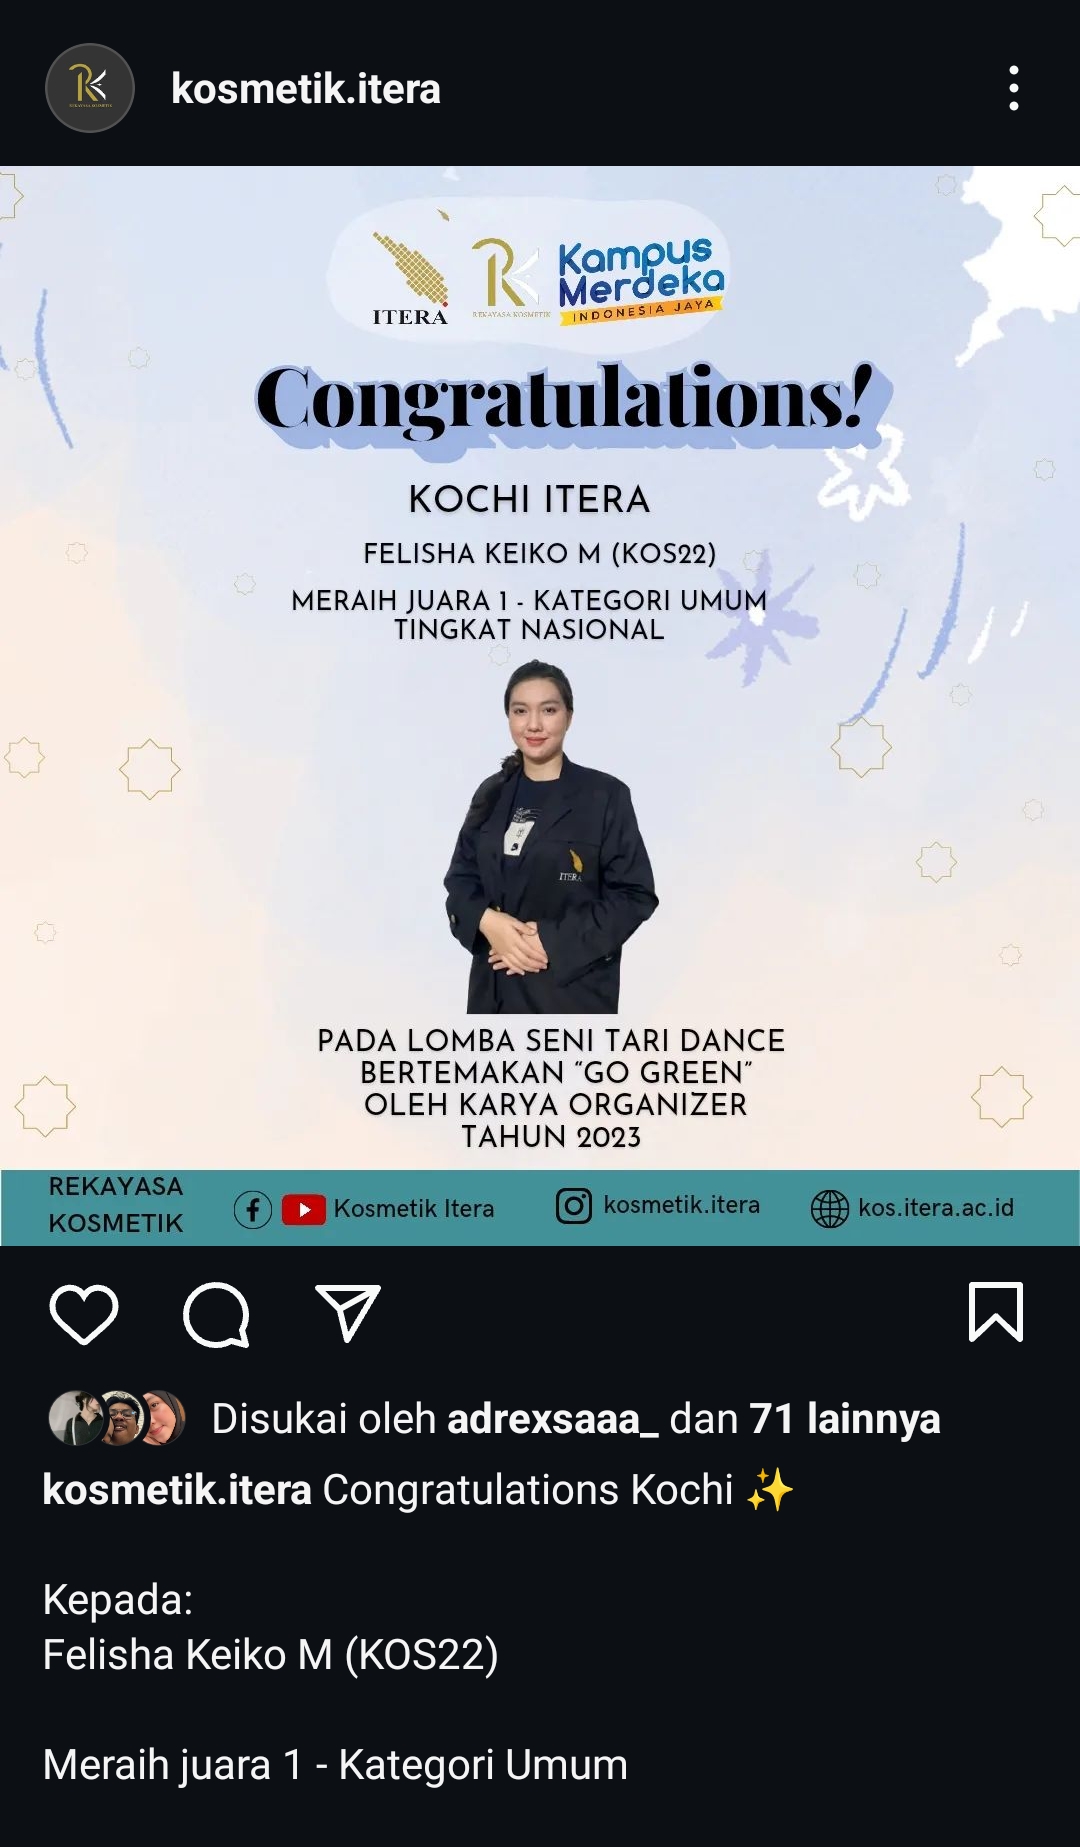 kosmetik.itera
ITERA
REKAYASA KOSMETIK
Kampus
Merdeka
INDONESIA JAYA
Congratulations!
KOCHI ITERA
FELISHA KEIKO M (KOS22)
MERAIH JUARA 1 - KATEGORI UMUM
TINGKAT NASIONAL
ITERA
PADA LOMBA SENI TARI DANCE
BERTEMAKAN “GO GREEN”
OLEH KARYA ORGANIZER
TAHUN 2023
REKAYASA
KOSMETIK
Kosmetik Itera
kosmetik.itera
kos.itera.ac.id
Disukai oleh adrexsaaa_ dan 71 lainnya
kosmetik.itera Congratulations Kochi ✨
Kepada:
Felisha Keiko M (KOS22)
Meraih juara 1 - Kategori Umum